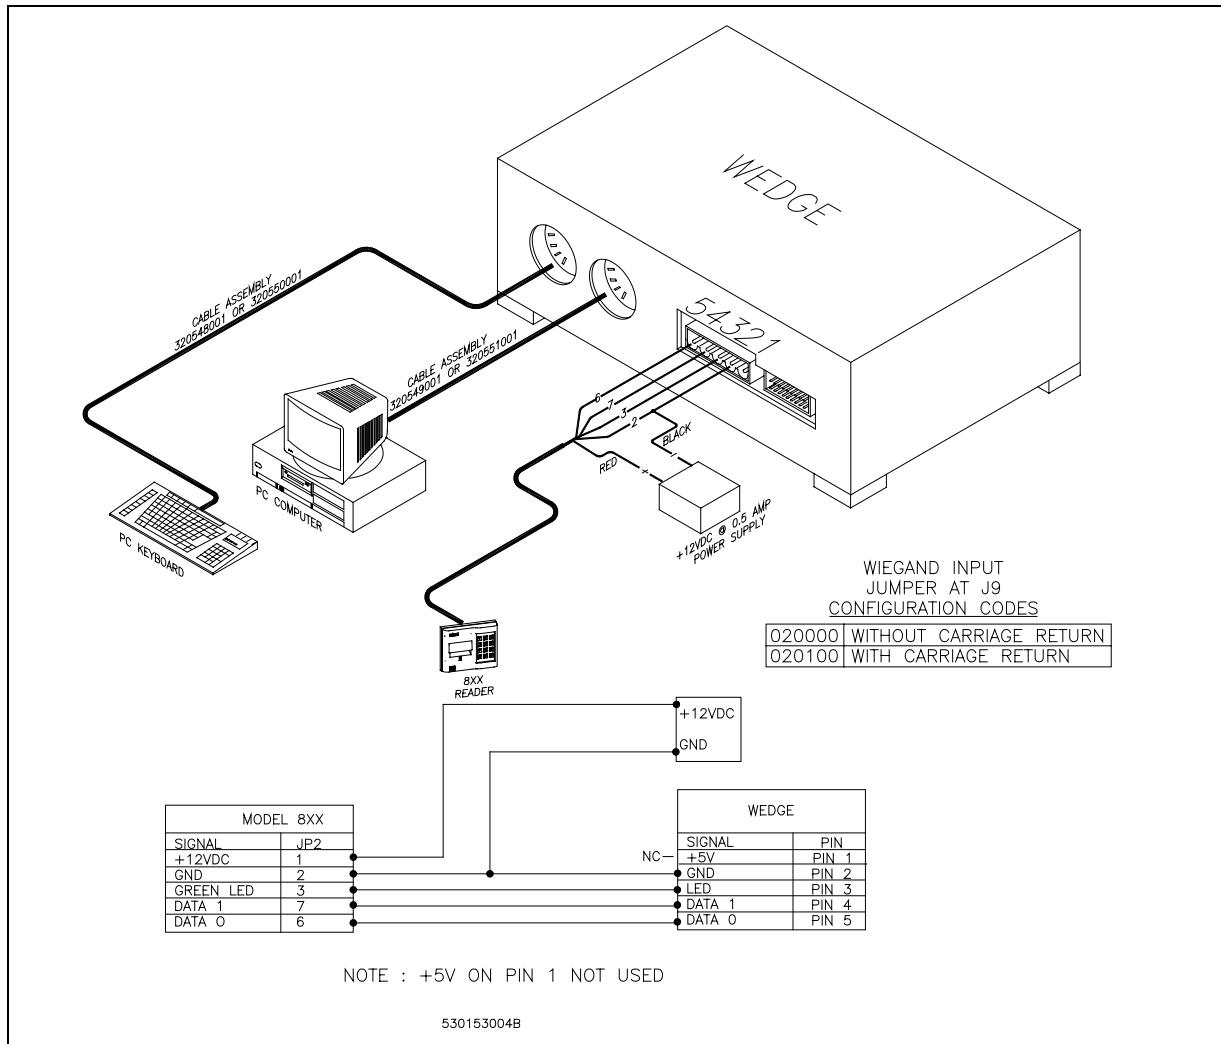 WEDGE
54321
CABLE ASSEMBLY
320548001 OR 320550001
CABLE ASSEMBLY
320549001 OR 320551001
6
7
3
2
BLACK
RED
+
-
PC COMPUTER
PC KEYBOARD
+12VDC @ 0.5 AMP
POWER SUPPLY
8XX
READER
WIEGAND INPUT
JUMPER AT J9
CONFIGURATION CODES
020000 WITHOUT CARRIAGE RETURN
020100 WITH CARRIAGE RETURN
+12VDC
GND
MODEL 8XX
SIGNAL JP2
+12VDC 1
GND 2
GREEN LED 3
DATA 1 7
DATA O 6
WEDGE
SIGNAL PIN
NC +5V PIN 1
GND PIN 2
LED PIN 3
DATA 1 PIN 4
DATA O PIN 5
NOTE : +5V ON PIN 1 NOT USED
530153004B